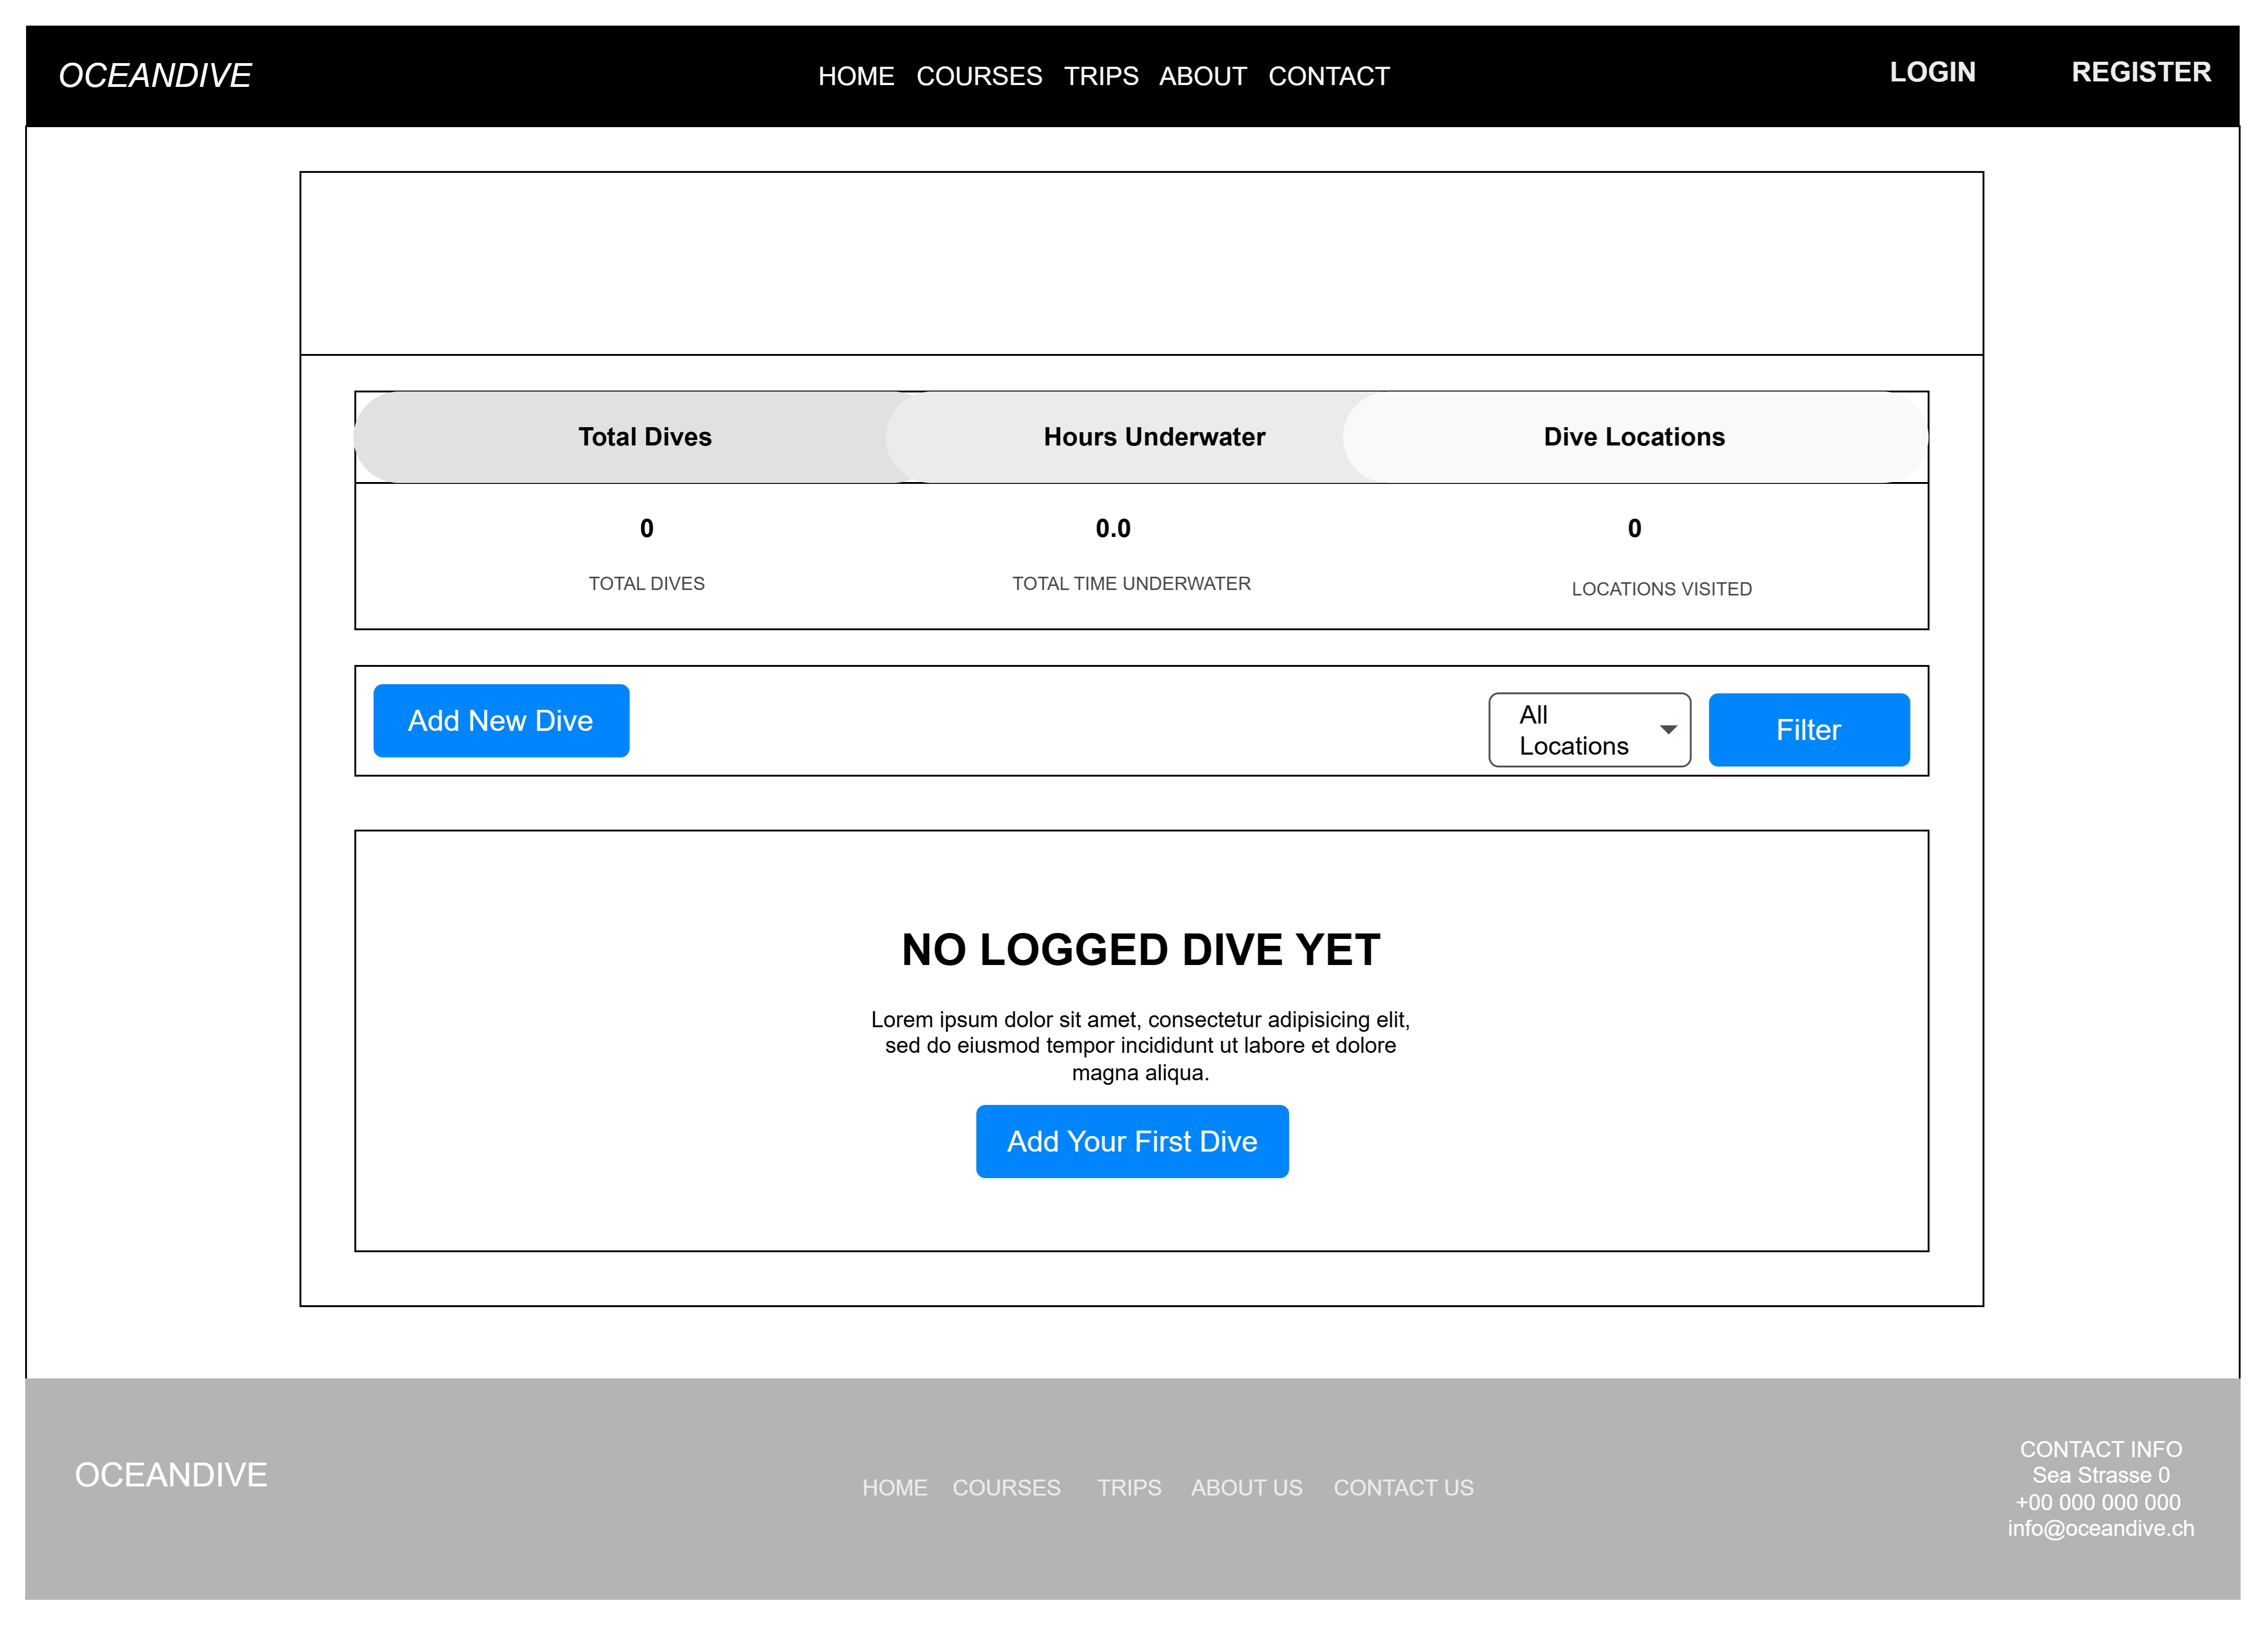 OCEANDIVE
HOME COURSES TRIPS ABOUT CONTACT
LOGIN REGISTER
Total Dives Hours Underwater Dive Locations
0 0.0 0
TOTAL DIVES TOTAL TIME UNDERWATER LOCATIONS VISITED
Add New Dive
All
Locations
Filter
NO LOGGED DIVE YET
Lorem ipsum dolor sit amet, consectetur adipisicing elit,
sed do eiusmod tempor incididunt ut labore et dolore
magna aliqua.
Add Your First Dive
OCEANDIVE
HOME COURSES TRIPS ABOUT US CONTACT US
CONTACT INFO
Sea Strasse 0
+00 000 000 000
info@oceandive.ch